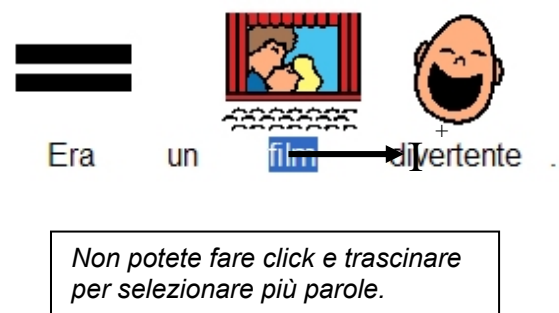 Era un film divertente .
Non potete fare click e trascinare
per selezionare più parole.